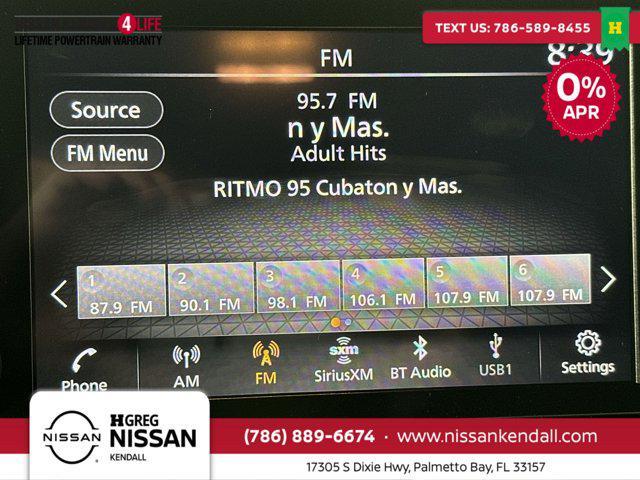 4LIFE
LIFETIME POWERTRAIN WARRANTY
TEXT US: 786-589-8455
H
FM
8:39
0%
APR
Source
FM Menu
95.7 FM
n y Mas.
Adult Hits
RITMO 95 Cubaton y Mas.
1 2 3 4 5 6
87.9 FM 90.1 FM 98.1 FM 106.1 FM 107.9 FM 107.9 FM
Phone AM FM SiriusXM BT Audio USB1 Settings
sxm
NISSAN
HGREG
NISSAN
KENDALL
(786) 889-6674 · www.nissankendall.com
17305 S Dixie Hwy, Palmetto Bay, FL 33157